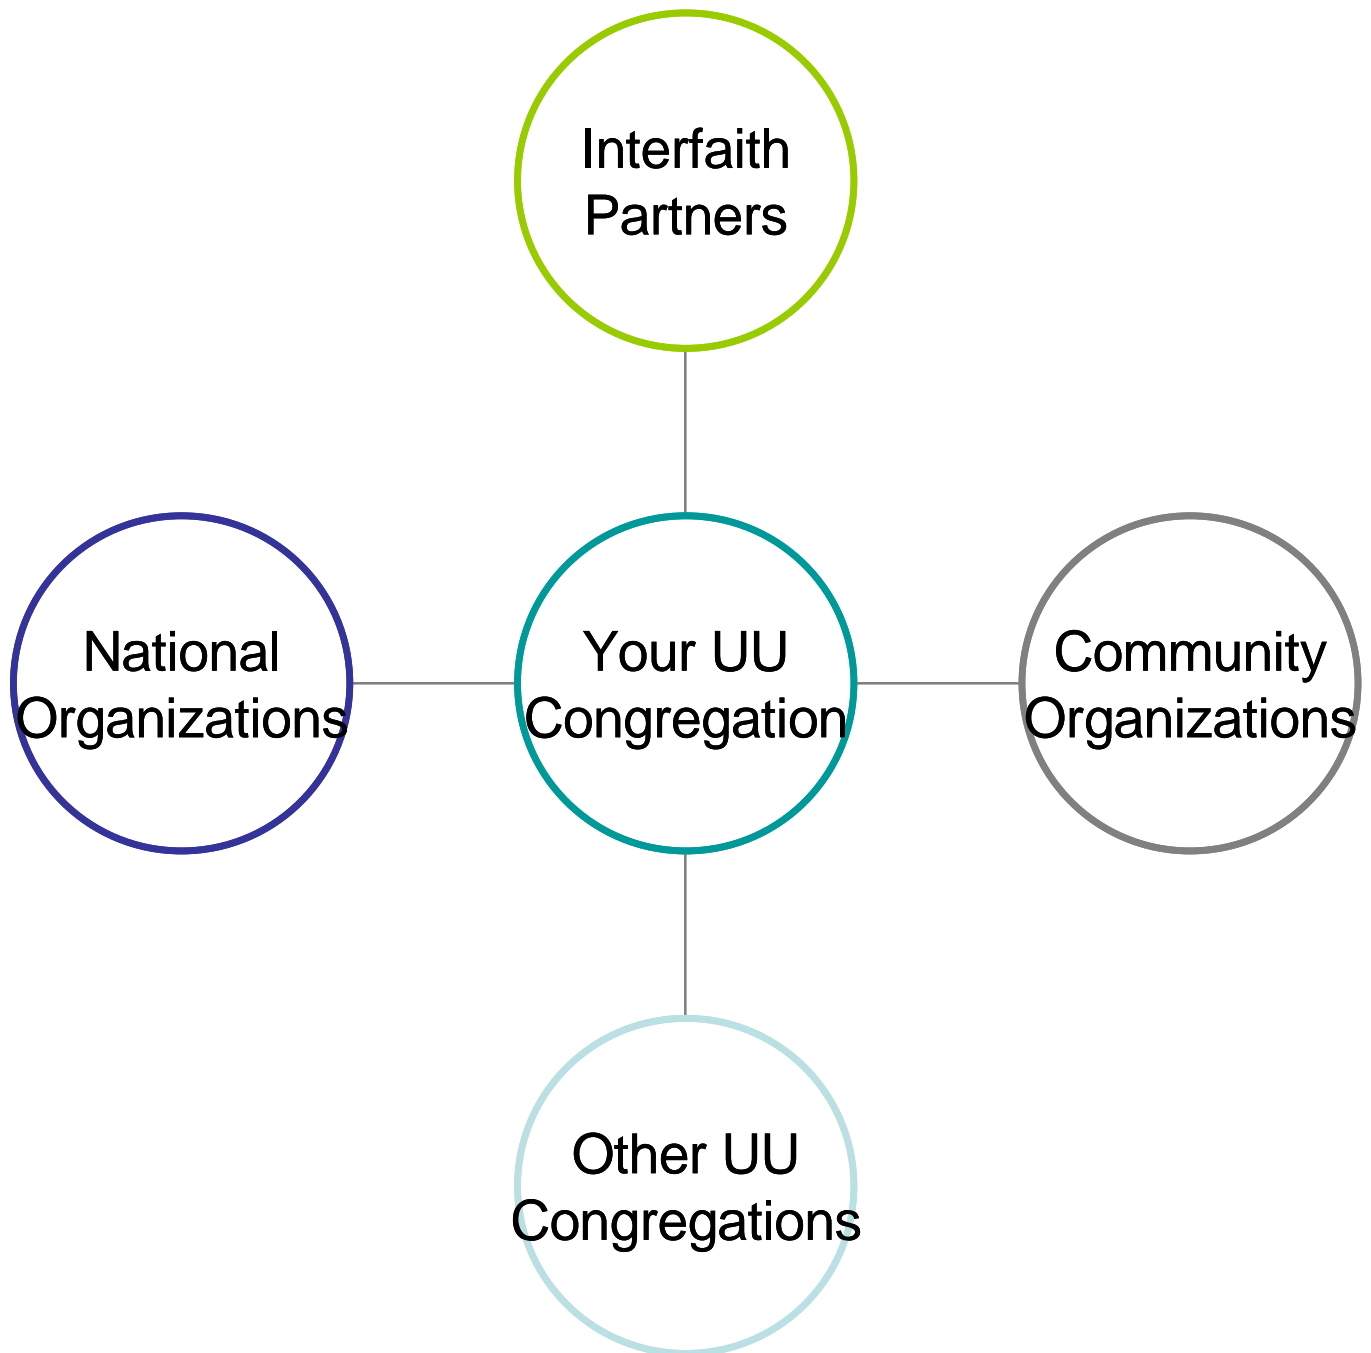 Interfaith
Partners
National
Organizations
Your UU
Congregation
Community
Organizations
Other UU
Congregations